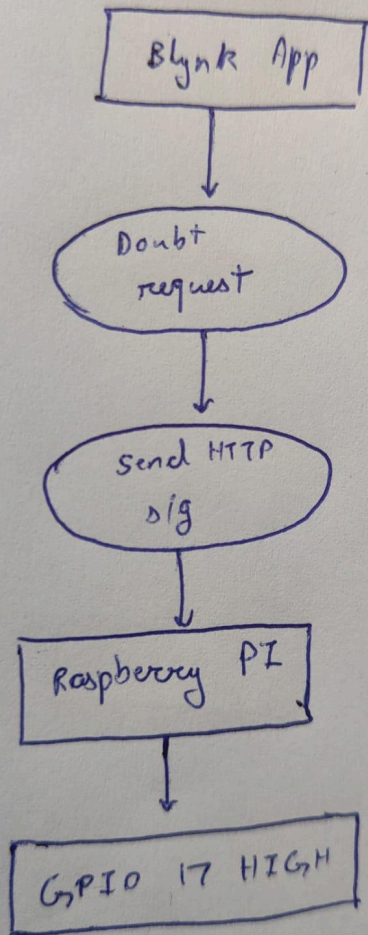 Blynk App
Doubt
request
Send HTTP
sig
Raspberry PI
GPIO 17 HIGH